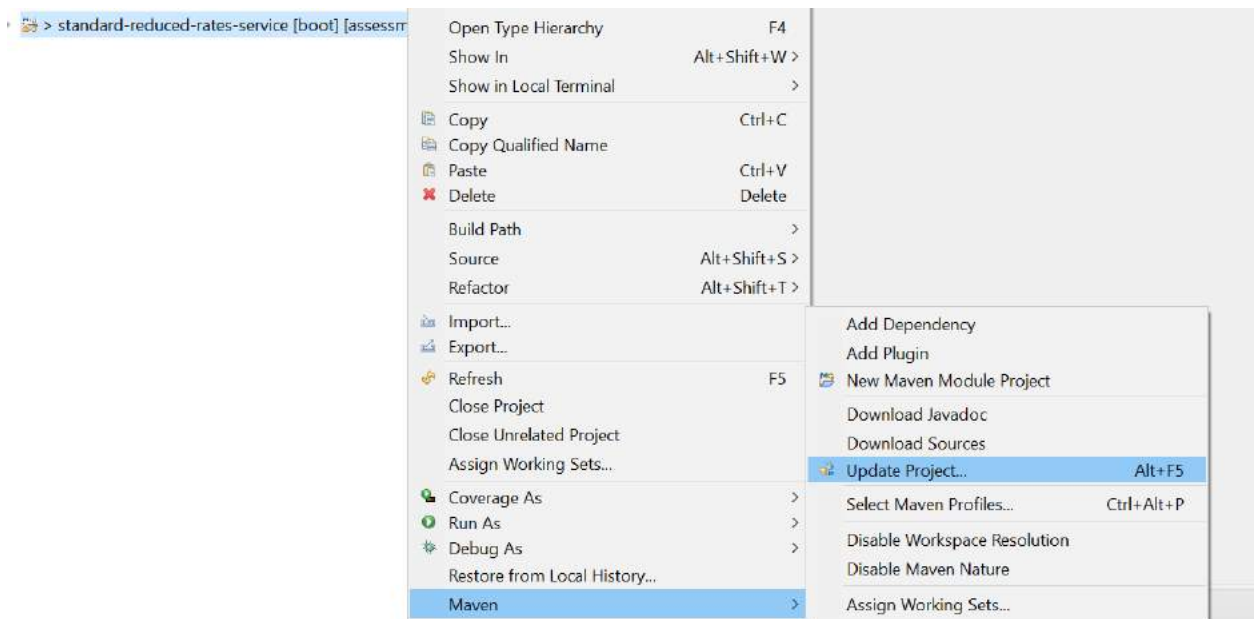 > standard-reduced-rates-service [boot] [assessm
Open Type Hierarchy F4
Show In Alt+Shift+W >
Show in Local Terminal >
Copy Ctrl+C
Copy Qualified Name
Paste Ctrl+V
Delete Delete
Build Path >
Source Alt+Shift+S >
Refactor Alt+Shift+T >
Import...
Export...
Refresh F5
Close Project
Close Unrelated Project
Assign Working Sets...
Coverage As >
Run As >
Debug As >
Restore from Local History...
Maven >
Add Dependency
Add Plugin
New Maven Module Project
Download Javadoc
Download Sources
Update Project... Alt+F5
Select Maven Profiles... Ctrl+Alt+P
Disable Workspace Resolution
Disable Maven Nature
Assign Working Sets...